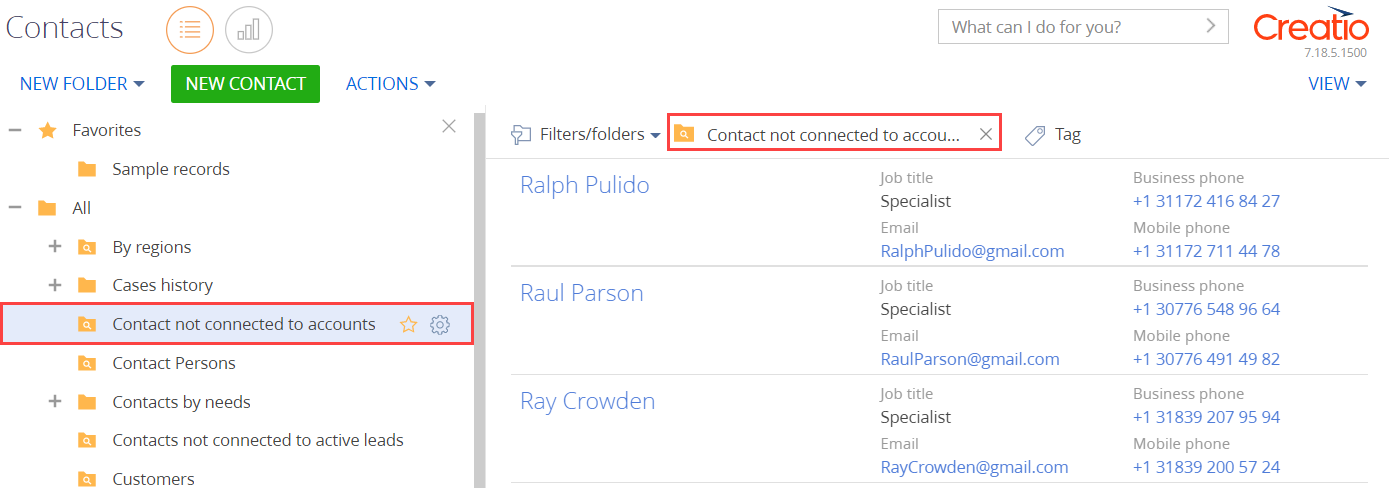 Contacts
What can I do for you?
Creatio
7.18.5.1500
NEW FOLDER
NEW CONTACT
ACTIONS
VIEW
Favorites
Sample records
All
By regions
Cases history
Contact not connected to accounts
Contact Persons
Contacts by needs
Contacts not connected to active leads
Customers
Filters/folders
Contact not connected to accou...
Tag
Ralph Pulido
Job title
Specialist
Email
RalphPulido@gmail.com
Business phone
+1 31172 416 84 27
Mobile phone
+1 31172 711 44 78
Raul Parson
Job title
Specialist
Email
RaulParson@gmail.com
Business phone
+1 30776 548 96 64
Mobile phone
+1 30776 491 49 82
Ray Crowden
Job title
Specialist
Email
RayCrowden@gmail.com
Business phone
+1 31839 207 95 94
Mobile phone
+1 31839 200 57 24